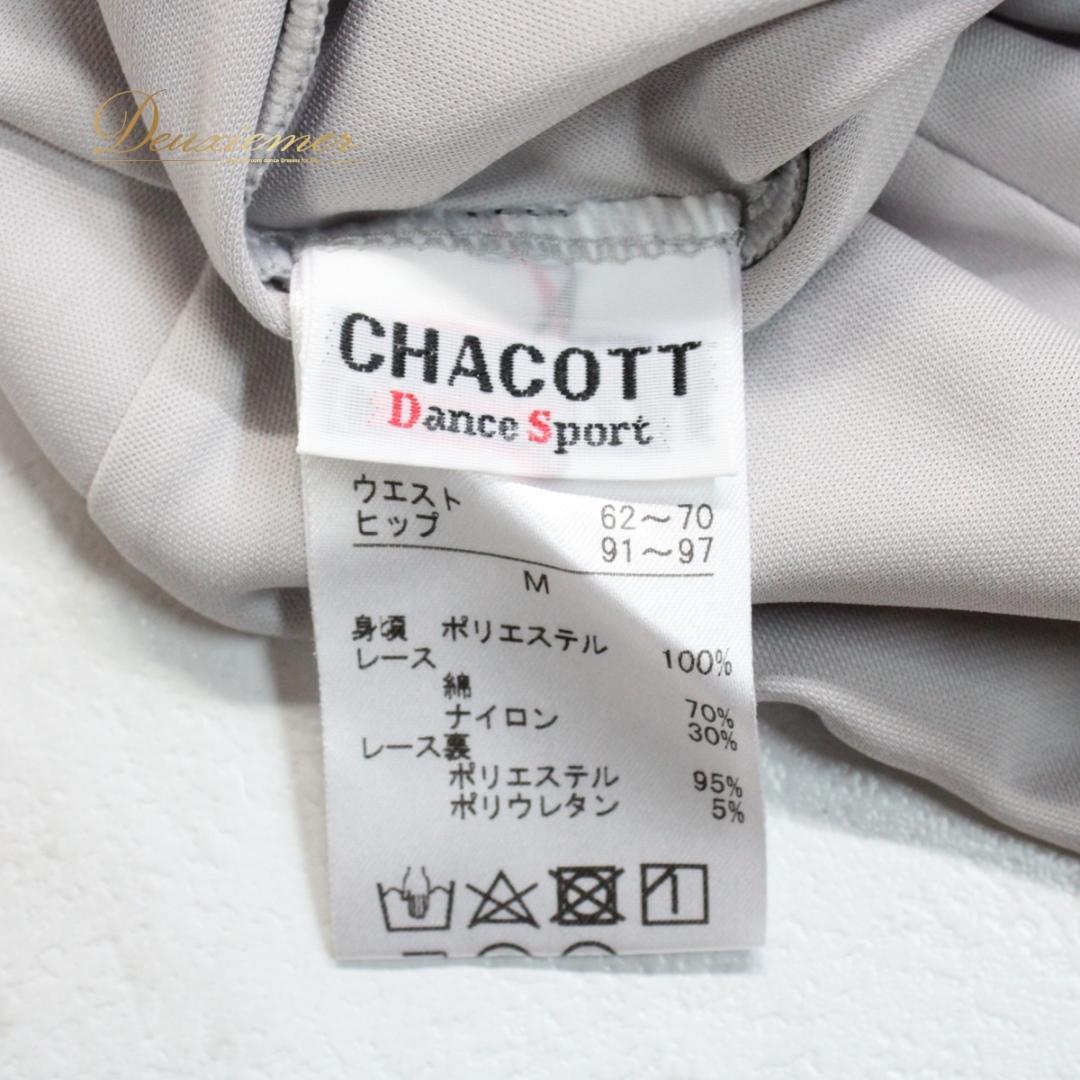 Deuxiemer
CHACOTT
Dance Sport
ウエスト 62～70
ヒップ 91～97
M
身頃 ポリエステル 100%
レース
綿 70%
ナイロン 30%
レース裏
ポリエステル 95%
ポリウレタン 5%